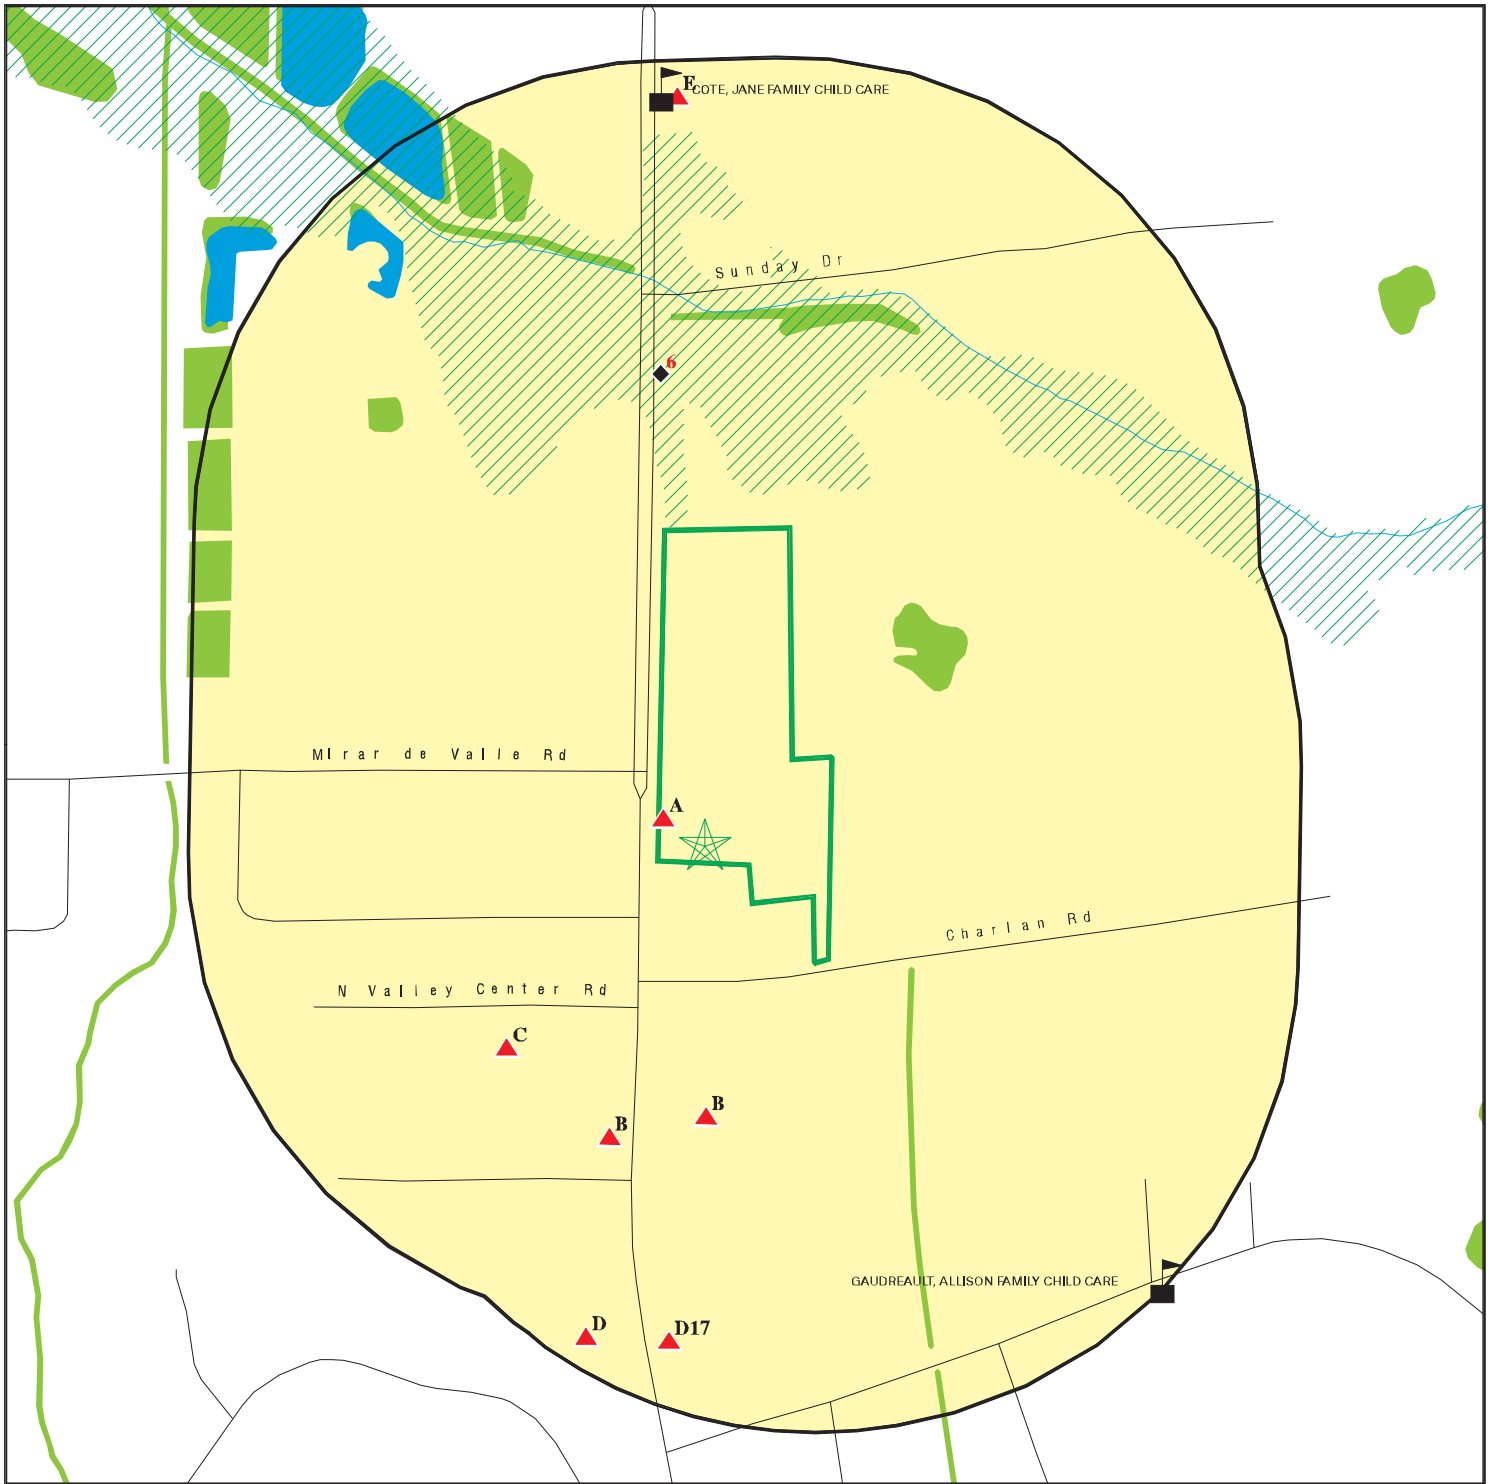 E
COTE, JANE FAMILY CHILD CARE
Sunday Dr
6
MIrar de Valle Rd
A
Charlan Rd
N Valley Center Rd
C
B
B
GAUDREAULT, ALLISON FAMILY CHILD CARE
D
D17